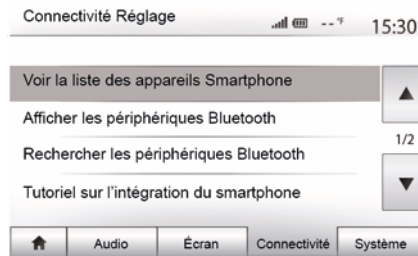 Connectivité Réglage
-- °F
15:30
Voir la liste des appareils Smartphone
Afficher les périphériques Bluetooth
1/2
Rechercher les périphériques Bluetooth
Tutoriel sur l'intégration du smartphone
Audio
Écran
Connectivité
Système